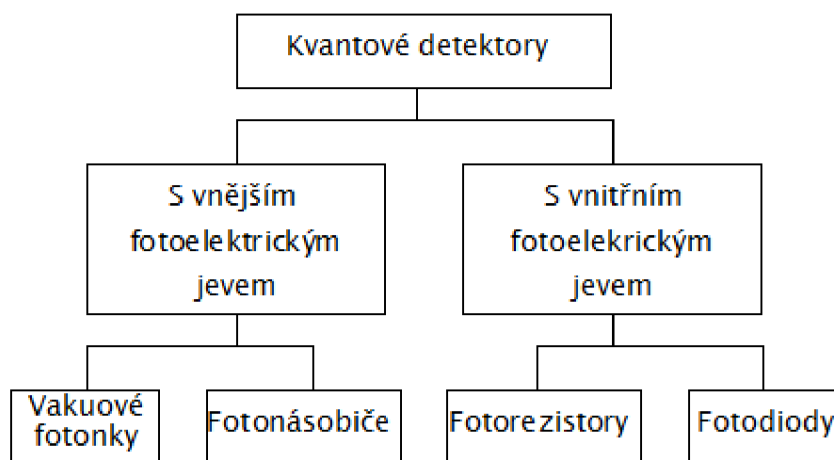 Kvantové detektory
S vnějším
fotoelektrickým
jevem
S vnitřním
fotoelekrickým
jevem
Vakuové
fotonky
Fotonásobiče
Fotorezistory
Fotodiody